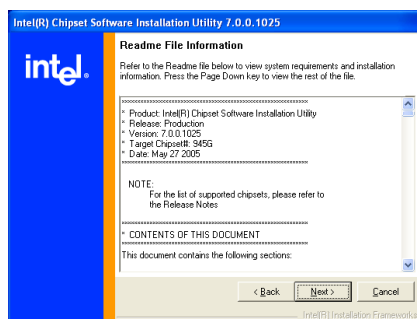 Intel(R) Chipset Software Installation Utility 7.0.0.1025
intel®
Readme File Information
Refer to the Readme file below to view system requirements and installation
information. Press the Page Down key to view the rest of the file.
* Product: Intel(R) Chipset Software Installation Utility
* Release: Production
* Version: 7.0.0.1025
* Target Chipset#: 945G
* Date: May 27 2005
NOTE:
For the list of supported chipsets, please refer to
the Release Notes
* CONTENTS OF THIS DOCUMENT
This document contains the following sections:
< Back
Next >
Cancel
Intel(R) Installation Framework